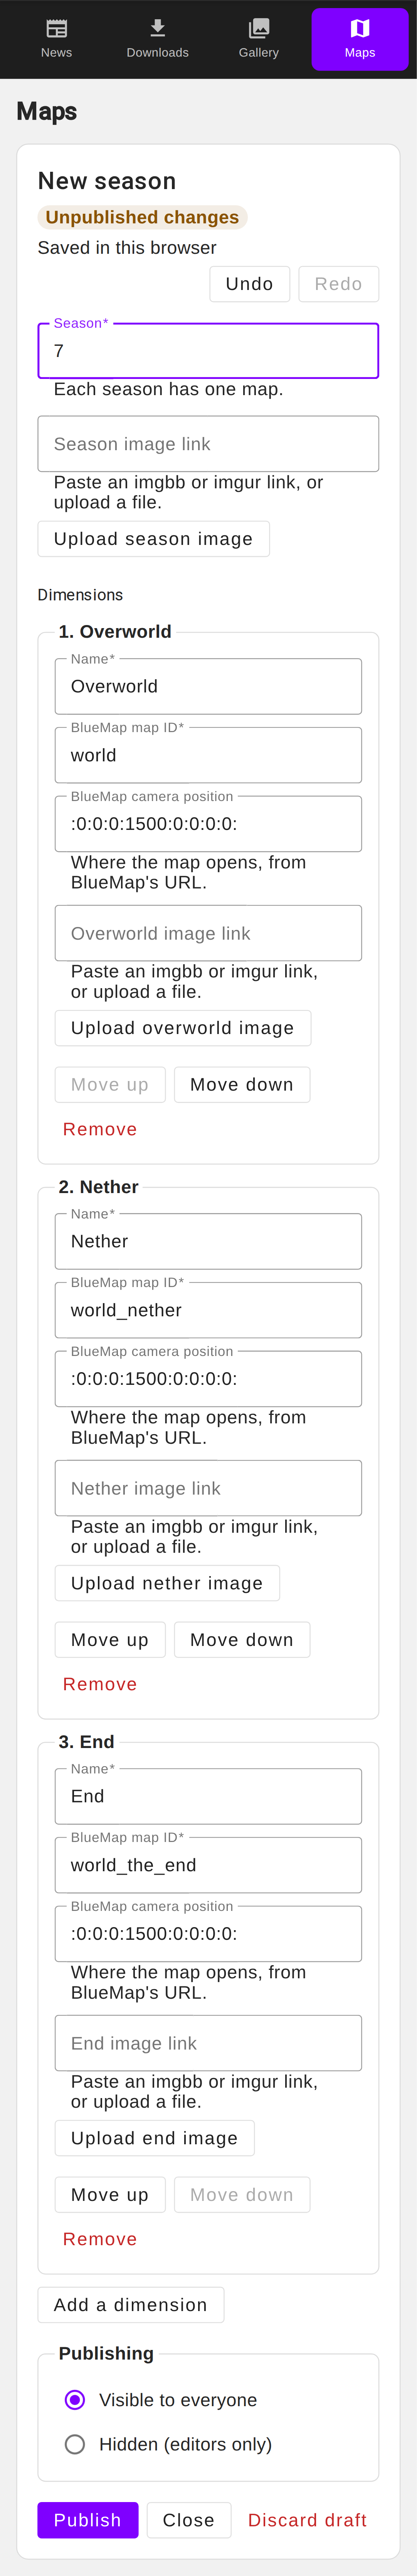 News
Downloads
Gallery
Maps
Maps
New season
Unpublished changes
Saved in this browser
Undo
Redo
Season*
7
Each season has one map.
Season image link
Paste an imgbb or imgur link, or
upload a file.
Upload season image
Dimensions
1. Overworld
Name*
Overworld
BlueMap map ID*
world
BlueMap camera position
:0:0:0:1500:0:0:0:0:
Where the map opens, from
BlueMap's URL.
Overworld image link
Paste an imgbb or imgur link,
or upload a file.
Upload overworld image
Move up
Move down
Remove
2. Nether
Name*
Nether
BlueMap map ID*
world_nether
BlueMap camera position
:0:0:0:1500:0:0:0:0:
Where the map opens, from
BlueMap's URL.
Nether image link
Paste an imgbb or imgur link,
or upload a file.
Upload nether image
Move up
Move down
Remove
3. End
Name*
End
BlueMap map ID*
world_the_end
BlueMap camera position
:0:0:0:1500:0:0:0:0:
Where the map opens, from
BlueMap's URL.
End image link
Paste an imgbb or imgur link,
or upload a file.
Upload end image
Move up
Move down
Remove
Add a dimension
Publishing
Visible to everyone
Hidden (editors only)
Publish
Close
Discard draft